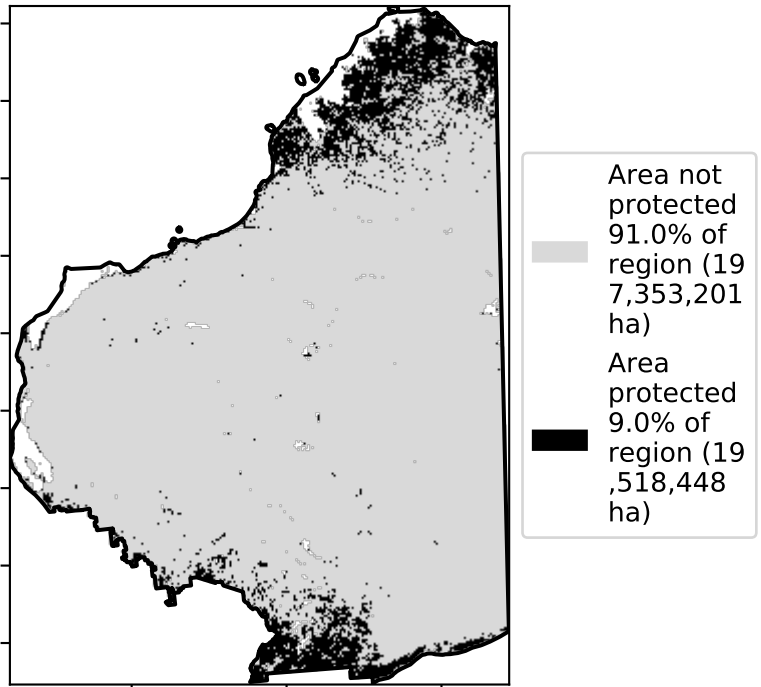 Area not
protected
91.0% of
region (19
7,353,201
ha)
Area
protected
9.0% of
region (19
,518,448
ha)